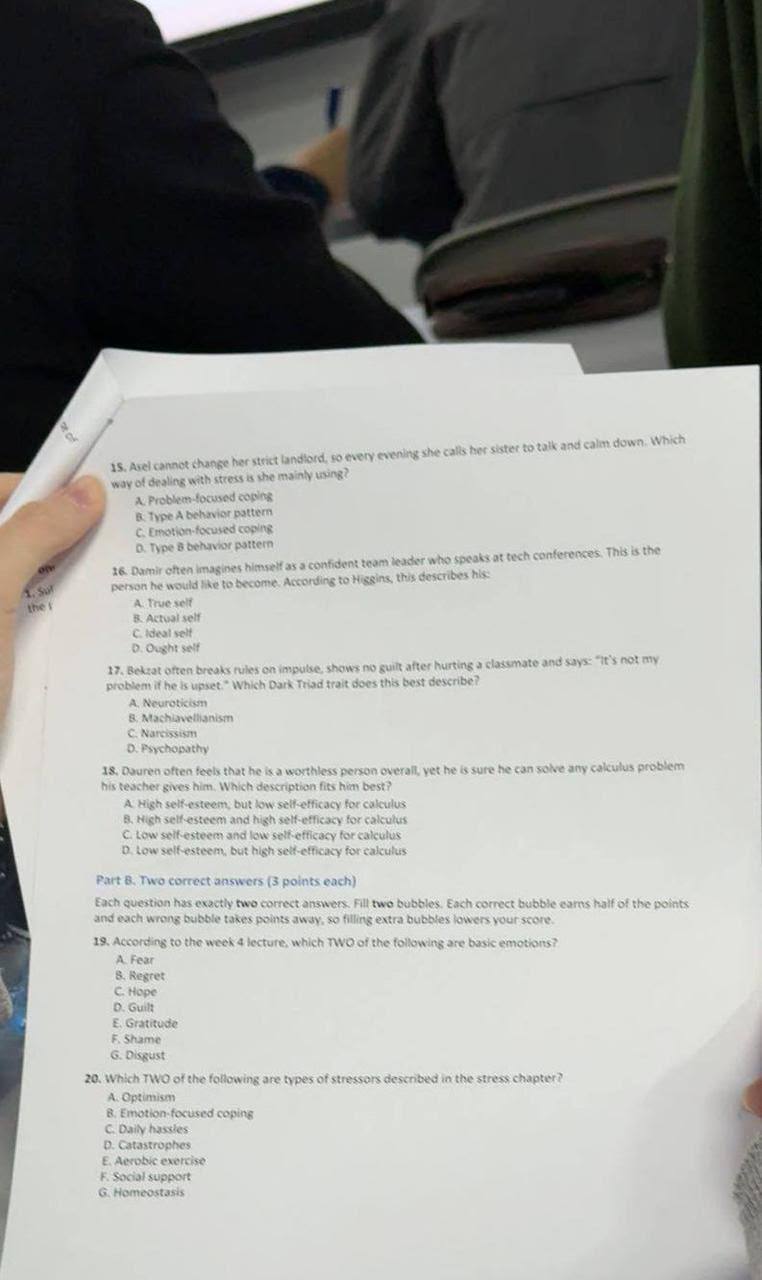 15. Asel cannot change her strict landlord, so every evening she calls her sister to talk and calm down. Which
way of dealing with stress is she mainly using?
A. Problem-focused coping
B. Type A behavior pattern
C. Emotion-focused coping
D. Type B behavior pattern
16. Damir often imagines himself as a confident team leader who speaks at tech conferences. This is the
person he would like to become. According to Higgins, this describes his:
A. True self
B. Actual self
C. Ideal self
D. Ought self
17. Bekzat often breaks rules on impulse, shows no guilt after hurting a classmate and says: "It's not my
problem if he is upset." Which Dark Triad trait does this best describe?
A. Neuroticism
B. Machiavellianism
C. Narcissism
D. Psychopathy
18. Dauren often feels that he is a worthless person overall, yet he is sure he can solve any calculus problem
his teacher gives him. Which description fits him best?
A. High self-esteem, but low self-efficacy for calculus
B. High self-esteem and high self-efficacy for calculus
C. Low self-esteem and low self-efficacy for calculus
D. Low self-esteem, but high self-efficacy for calculus
Part B. Two correct answers (3 points each)
Each question has exactly two correct answers. Fill two bubbles. Each correct bubble earns half of the points
and each wrong bubble takes points away, so filling extra bubbles lowers your score.
19. According to the week 4 lecture, which TWO of the following are basic emotions?
A. Fear
B. Regret
C. Hope
D. Guilt
E. Gratitude
F. Shame
G. Disgust
20. Which TWO of the following are types of stressors described in the stress chapter?
A. Optimism
B. Emotion-focused coping
C. Daily hassles
D. Catastrophes
E. Aerobic exercise
F. Social support
G. Homeostasis
1.
the